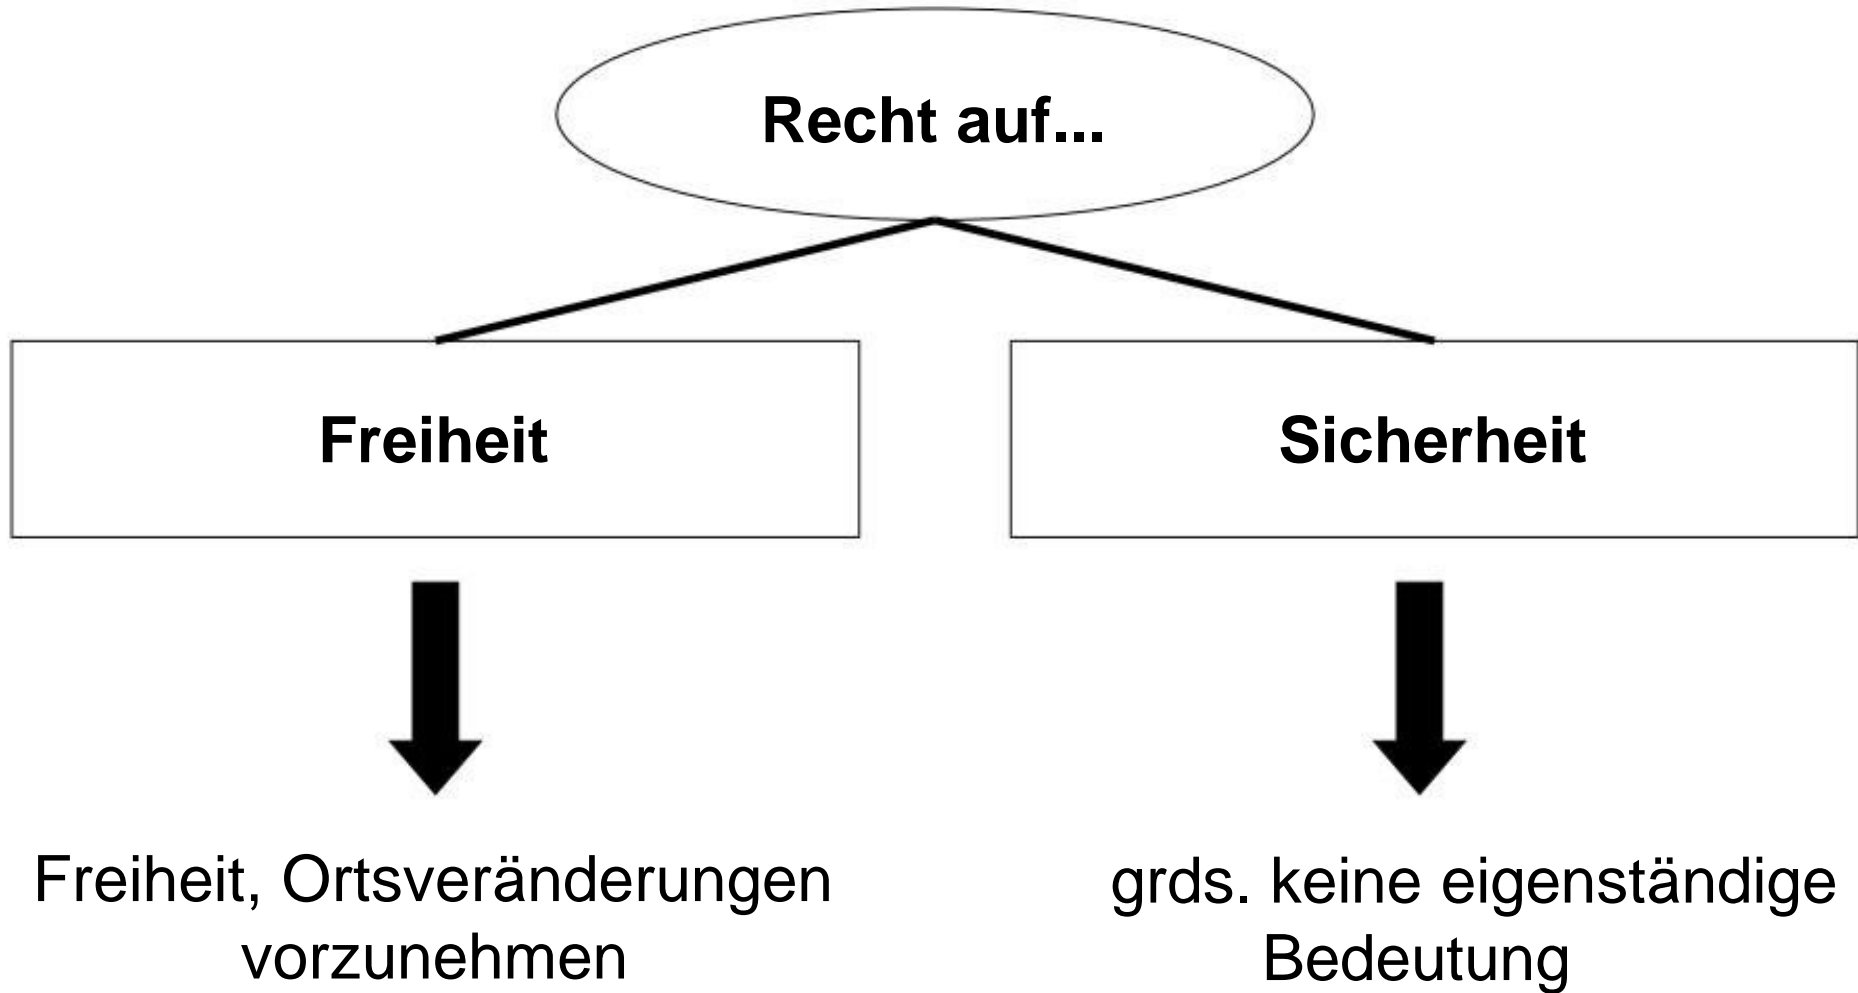 Recht auf...
Freiheit
Sicherheit
Freiheit, Ortsveränderungen
vorzunehmen
grds. keine eigenständige
Bedeutung